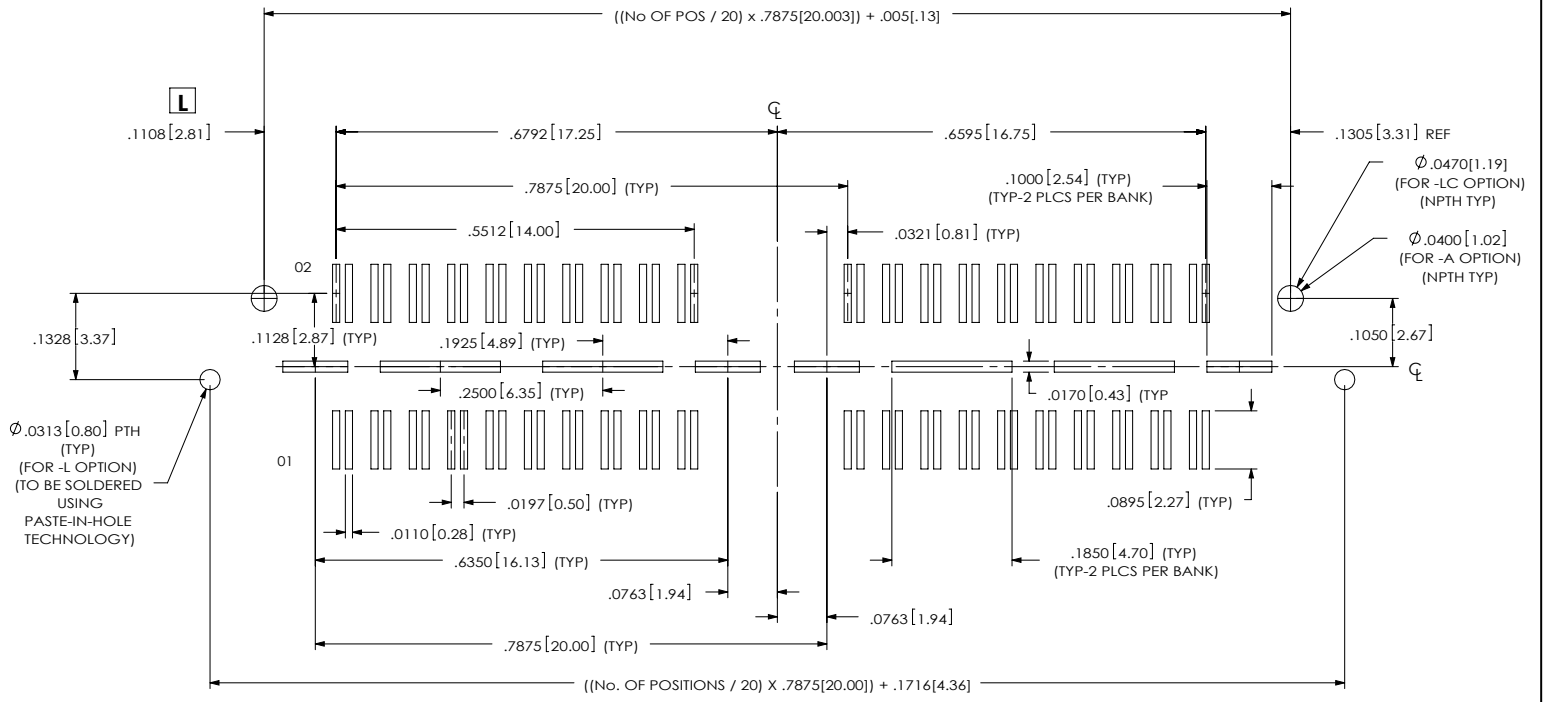 ((No OF POS / 20) x .7875[20.003]) + .005[.13]
L
℄
.1108[2.81]
.6792[17.25]
.6595[16.75]
.1305[3.31] REF
Ø.0470[1.19]
(FOR -LC OPTION)
(NPTH TYP)
.7875[20.00] (TYP)
.1000[2.54] (TYP)
(TYP-2 PLCS PER BANK)
.5512[14.00]
.0321[0.81] (TYP)
Ø.0400[1.02]
(FOR -A OPTION)
(NPTH TYP)
02
.1328[3.37]
.1128[2.87] (TYP)
.1925[4.89] (TYP)
.1050[2.67]
℄
.2500[6.35] (TYP)
.0170[0.43] (TYP
Ø.0313[0.80] PTH
(TYP)
(FOR -L OPTION)
(TO BE SOLDERED
USING
PASTE-IN-HOLE
TECHNOLOGY)
01
.0197[0.50] (TYP)
.0895[2.27] (TYP)
.0110[0.28] (TYP)
.6350[16.13] (TYP)
.1850[4.70] (TYP)
(TYP-2 PLCS PER BANK)
.0763[1.94]
.0763[1.94]
.7875[20.00] (TYP)
((No. OF POSITIONS / 20) X .7875[20.00]) + .1716[4.36]